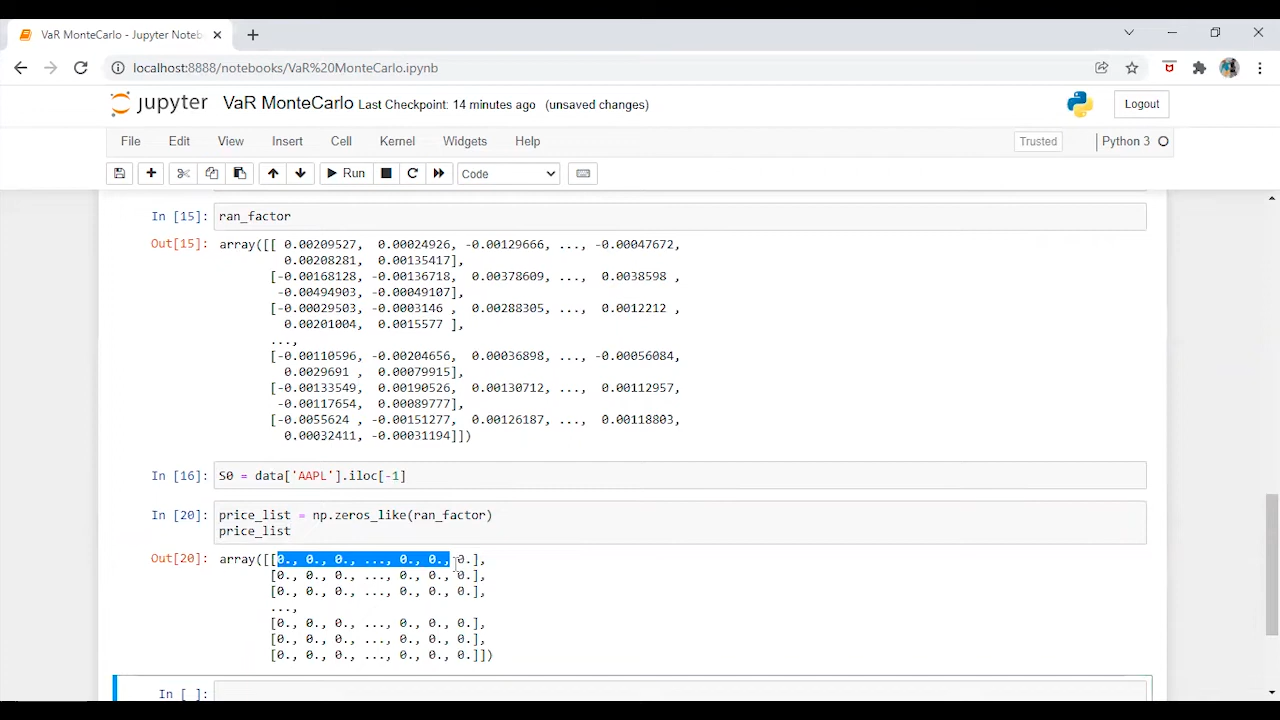 VaR MonteCarlo - Jupyter Noteb
localhost:8888/notebooks/VaR%20MonteCarlo.ipynb
jupyter VaR MonteCarlo Last Checkpoint: 14 minutes ago (unsaved changes) Logout
File Edit View Insert Cell Kernel Widgets Help Trusted Python 3
Run Code
In [15]: ran_factor
Out[15]: array([[ 0.00209527, 0.00024926, -0.00129666, ..., -0.00047672,
0.00208281, 0.00135417],
[-0.00168128, -0.00136718, 0.00378609, ..., 0.0038598 ,
-0.00494903, -0.00049107],
[-0.00029503, -0.0003146 , 0.00288305, ..., 0.0012212 ,
0.00201004, 0.0015577 ],
...,
[-0.00110596, -0.00204656, 0.00036898, ..., -0.00056084,
0.0029691 , 0.00079915],
[-0.00133549, 0.00190526, 0.00130712, ..., 0.00112957,
-0.00117654, 0.00089777],
[-0.0055624 , -0.00151277, 0.00126187, ..., 0.00118803,
0.00032411, -0.00031194]])
In [16]: S0 = data['AAPL'].iloc[-1]
In [20]: price_list = np.zeros_like(ran_factor)
price_list
Out[20]: array([[0., 0., 0., ..., 0., 0., 0.],
[0., 0., 0., ..., 0., 0., 0.],
[0., 0., 0., ..., 0., 0., 0.],
...,
[0., 0., 0., ..., 0., 0., 0.],
[0., 0., 0., ..., 0., 0., 0.],
[0., 0., 0., ..., 0., 0., 0.]])
In [ ]: